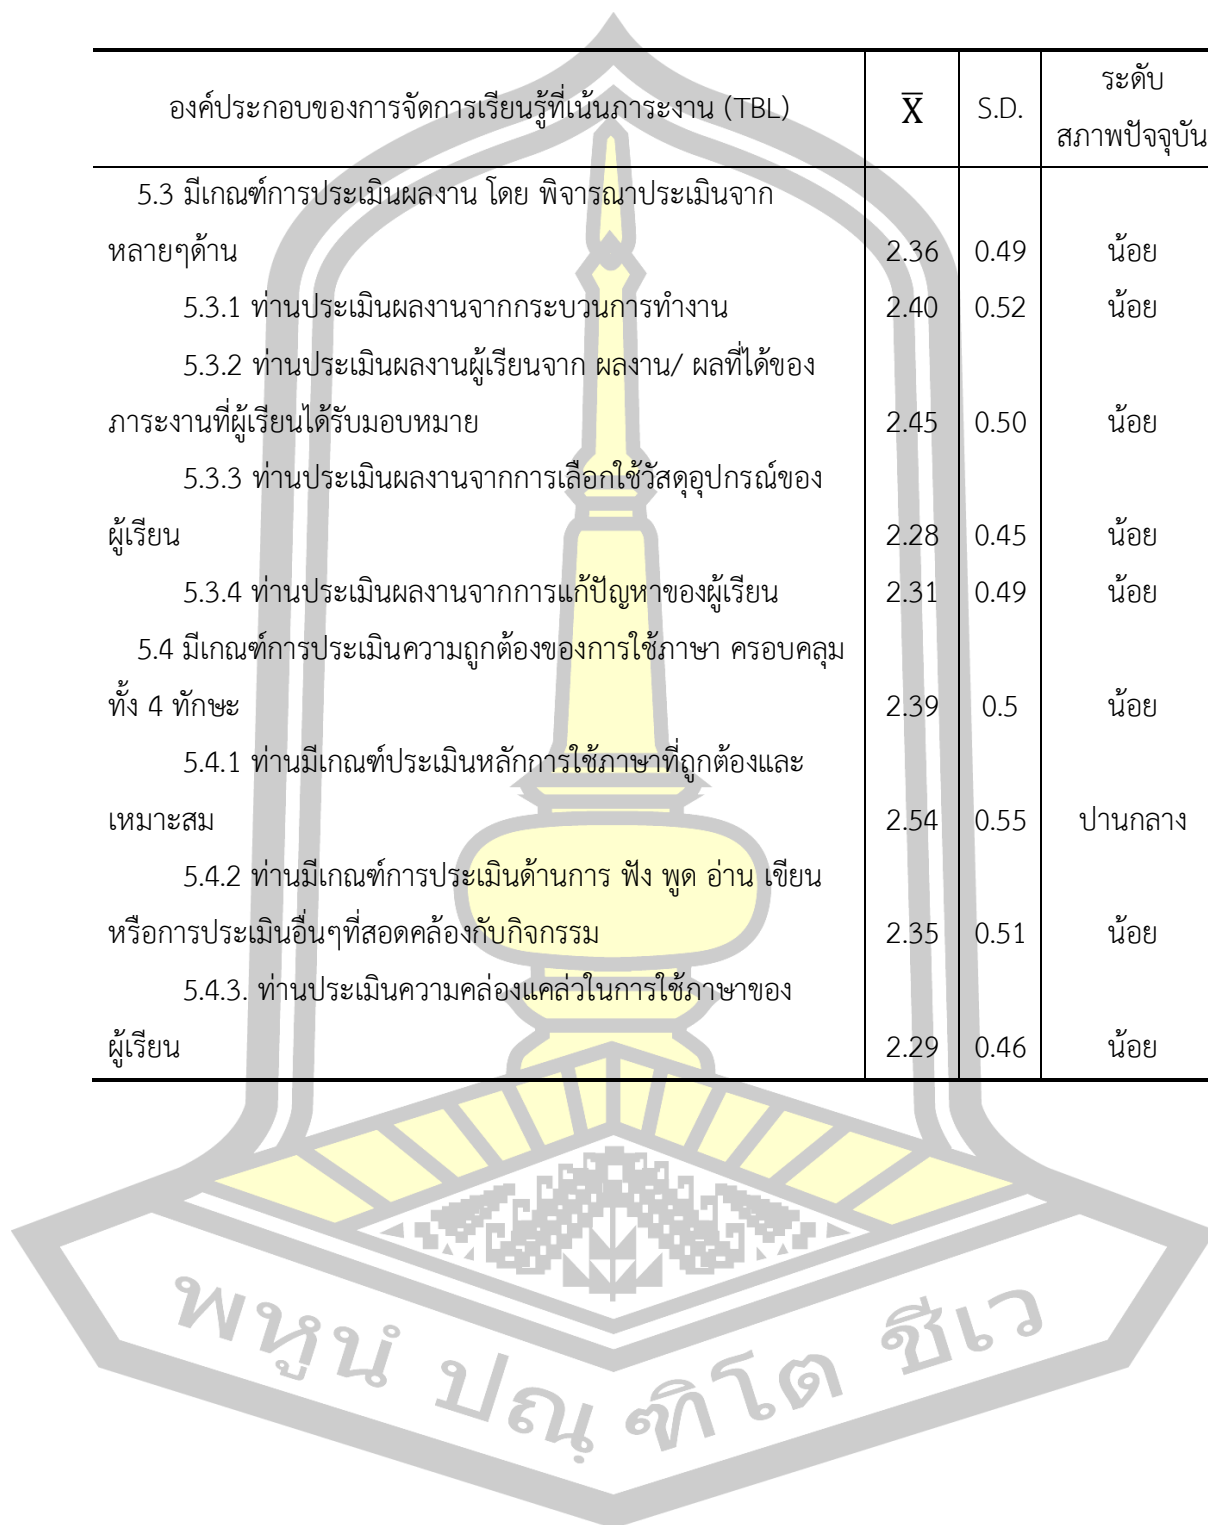 องค์ประกอบของการจัดการเรียนรู้ที่เน้นภาระงาน (TBL) X̅ S.D. ระดับ
สภาพปัจจุบัน
5.3 มีเกณฑ์การประเมินผลงาน โดย พิจารณาประเมินจาก
หลายๆด้าน 2.36 0.49 น้อย
5.3.1 ท่านประเมินผลงานจากกระบวนการทำงาน 2.40 0.52 น้อย
5.3.2 ท่านประเมินผลงานผู้เรียนจาก ผลงาน/ ผลที่ได้ของ
ภาระงานที่ผู้เรียนได้รับมอบหมาย 2.45 0.50 น้อย
5.3.3 ท่านประเมินผลงานจากการเลือกใช้วัสดุอุปกรณ์ของ
ผู้เรียน 2.28 0.45 น้อย
5.3.4 ท่านประเมินผลงานจากการแก้ปัญหาของผู้เรียน 2.31 0.49 น้อย
5.4 มีเกณฑ์การประเมินความถูกต้องของการใช้ภาษา ครอบคลุม
ทั้ง 4 ทักษะ 2.39 0.5 น้อย
5.4.1 ท่านมีเกณฑ์ประเมินหลักการใช้ภาษาที่ถูกต้องและ
เหมาะสม 2.54 0.55 ปานกลาง
5.4.2 ท่านมีเกณฑ์การประเมินด้านการ ฟัง พูด อ่าน เขียน
หรือการประเมินอื่นๆที่สอดคล้องกับกิจกรรม 2.35 0.51 น้อย
5.4.3. ท่านประเมินความคล่องแคล่วในการใช้ภาษาของ
ผู้เรียน 2.29 0.46 น้อย
พหูนํ ปณฺฑิโต ชีเว